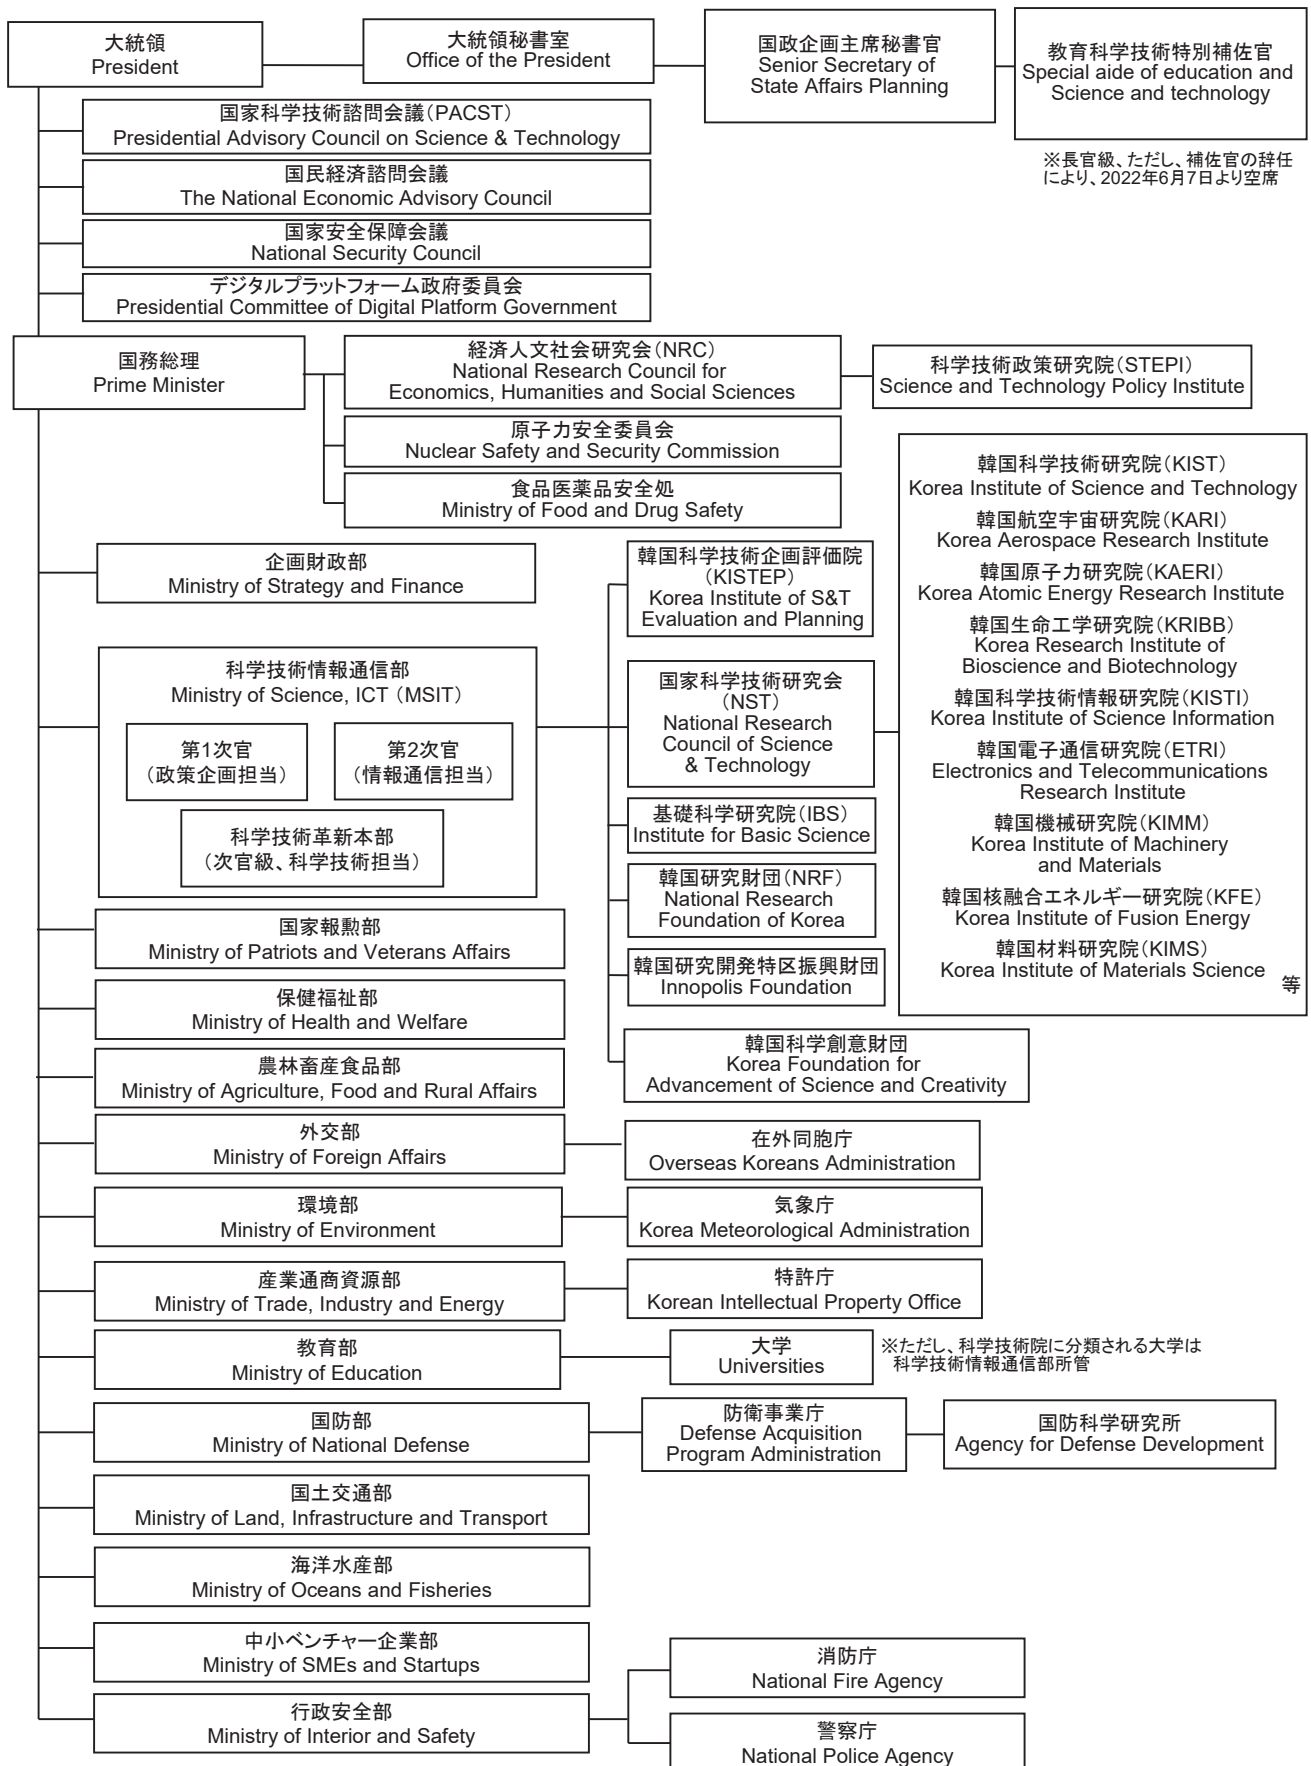 大統領
President
大統領秘書室
Office of the President
国政企画主席秘書官
Senior Secretary of
State Affairs Planning
教育科学技術特別補佐官
Special aide of education and
Science and technology
※長官級、ただし、補佐官の辞任
により、2022年6月7日より空席
国家科学技術諮問会議（PACST）
Presidential Advisory Council on Science & Technology
国民経済諮問会議
The National Economic Advisory Council
国家安全保障会議
National Security Council
デジタルプラットフォーム政府委員会
Presidential Committee of Digital Platform Government
国務総理
Prime Minister
経済人文社会研究会（NRC）
National Research Council for
Economics, Humanities and Social Sciences
科学技術政策研究院（STEPI）
Science and Technology Policy Institute
原子力安全委員会
Nuclear Safety and Security Commission
食品医薬品安全処
Ministry of Food and Drug Safety
企画財政部
Ministry of Strategy and Finance
科学技術情報通信部
Ministry of Science, ICT（MSIT）
第1次官
（政策企画担当）
第2次官
（情報通信担当）
科学技術革新本部
（次官級、科学技術担当）
韓国科学技術企画評価院
（KISTEP）
Korea Institute of S&T
Evaluation and Planning
国家科学技術研究会
（NST）
National Research
Council of Science
& Technology
基礎科学研究院（IBS）
Institute for Basic Science
韓国研究財団（NRF）
National Research
Foundation of Korea
韓国研究開発特区振興財団
Innopolis Foundation
韓国科学創意財団
Korea Foundation for
Advancement of Science and Creativity
韓国科学技術研究院（KIST）
Korea Institute of Science and Technology
韓国航空宇宙研究院（KARI）
Korea Aerospace Research Institute
韓国原子力研究院（KAERI）
Korea Atomic Energy Research Institute
韓国生命工学研究院（KRIBB）
Korea Research Institute of
Bioscience and Biotechnology
韓国科学技術情報研究院（KISTI）
Korea Institute of Science Information
韓国電子通信研究院（ETRI）
Electronics and Telecommunications
Research Institute
韓国機械研究院（KIMM）
Korea Institute of Machinery
and Materials
韓国核融合エネルギー研究院（KFE）
Korea Institute of Fusion Energy
韓国材料研究院（KIMS）
Korea Institute of Materials Science
等
国家報勲部
Ministry of Patriots and Veterans Affairs
保健福祉部
Ministry of Health and Welfare
農林畜産食品部
Ministry of Agriculture, Food and Rural Affairs
外交部
Ministry of Foreign Affairs
在外同胞庁
Overseas Koreans Administration
環境部
Ministry of Environment
気象庁
Korea Meteorological Administration
産業通商資源部
Ministry of Trade, Industry and Energy
特許庁
Korean Intellectual Property Office
教育部
Ministry of Education
大学
Universities
※ただし、科学技術院に分類される大学は
科学技術情報通信部所管
国防部
Ministry of National Defense
防衛事業庁
Defense Acquisition
Program Administration
国防科学研究所
Agency for Defense Development
国土交通部
Ministry of Land, Infrastructure and Transport
海洋水産部
Ministry of Oceans and Fisheries
中小ベンチャー企業部
Ministry of SMEs and Startups
行政安全部
Ministry of Interior and Safety
消防庁
National Fire Agency
警察庁
National Police Agency